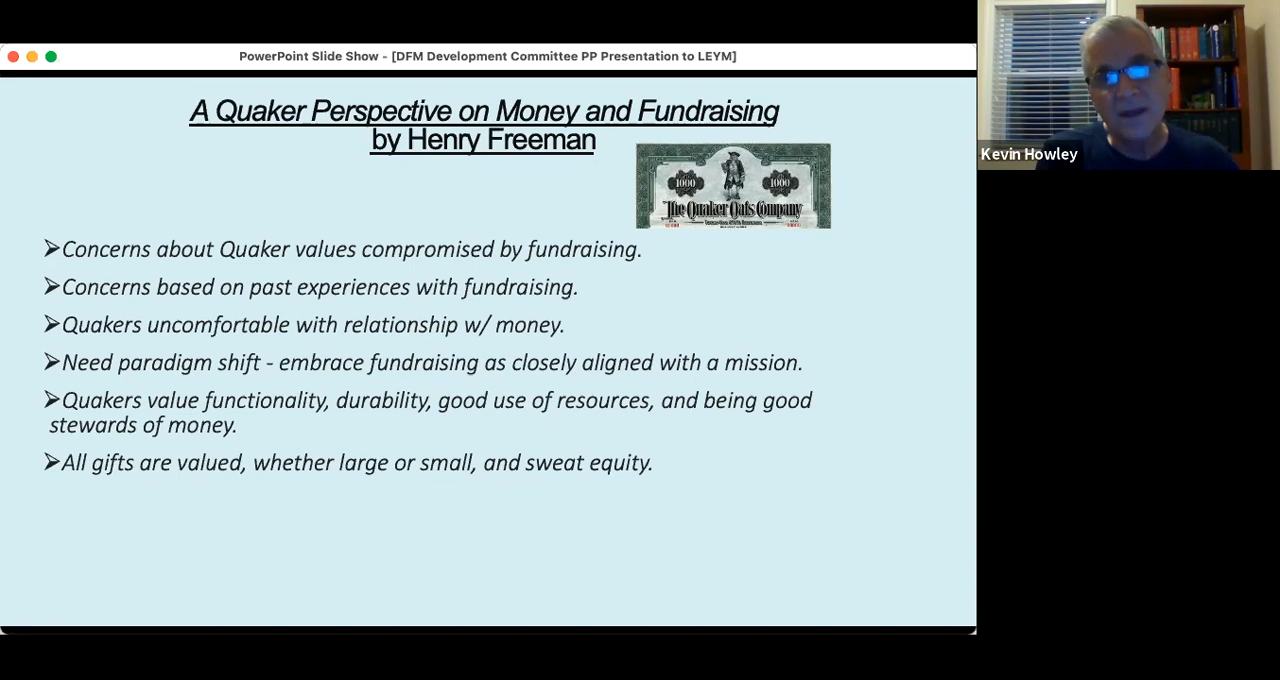 PowerPoint Slide Show - [DFM Development Committee PP Presentation to LEYM]
A Quaker Perspective on Money and Fundraising
by Henry Freeman
1000 1000
The Quaker Oats Company
➢Concerns about Quaker values compromised by fundraising.
➢Concerns based on past experiences with fundraising.
➢Quakers uncomfortable with relationship w/ money.
➢Need paradigm shift - embrace fundraising as closely aligned with a mission.
➢Quakers value functionality, durability, good use of resources, and being good
stewards of money.
➢All gifts are valued, whether large or small, and sweat equity.
Kevin Howley